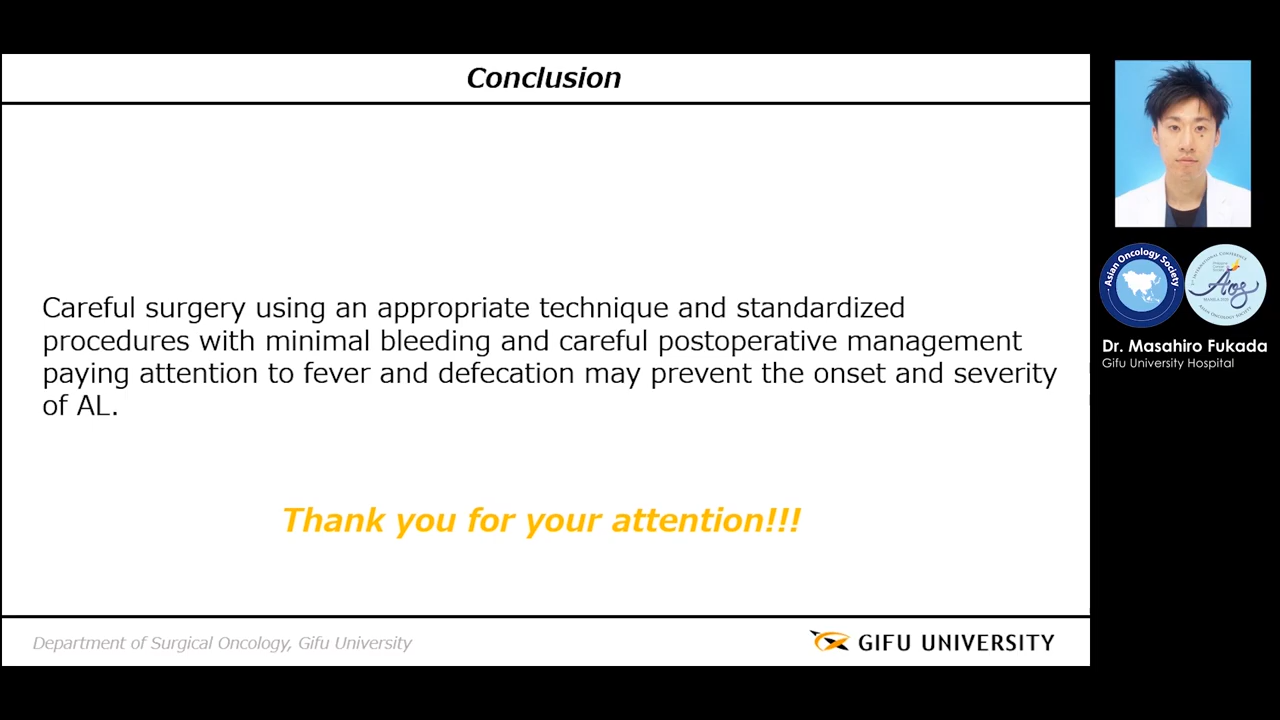 Conclusion
Careful surgery using an appropriate technique and standardized
procedures with minimal bleeding and careful postoperative management
paying attention to fever and defecation may prevent the onset and severity
of AL.
Thank you for your attention!!!
Department of Surgical Oncology, Gifu University
GIFU UNIVERSITY
Asian Oncology Society
Aos
Dr. Masahiro Fukada
Gifu University Hospital